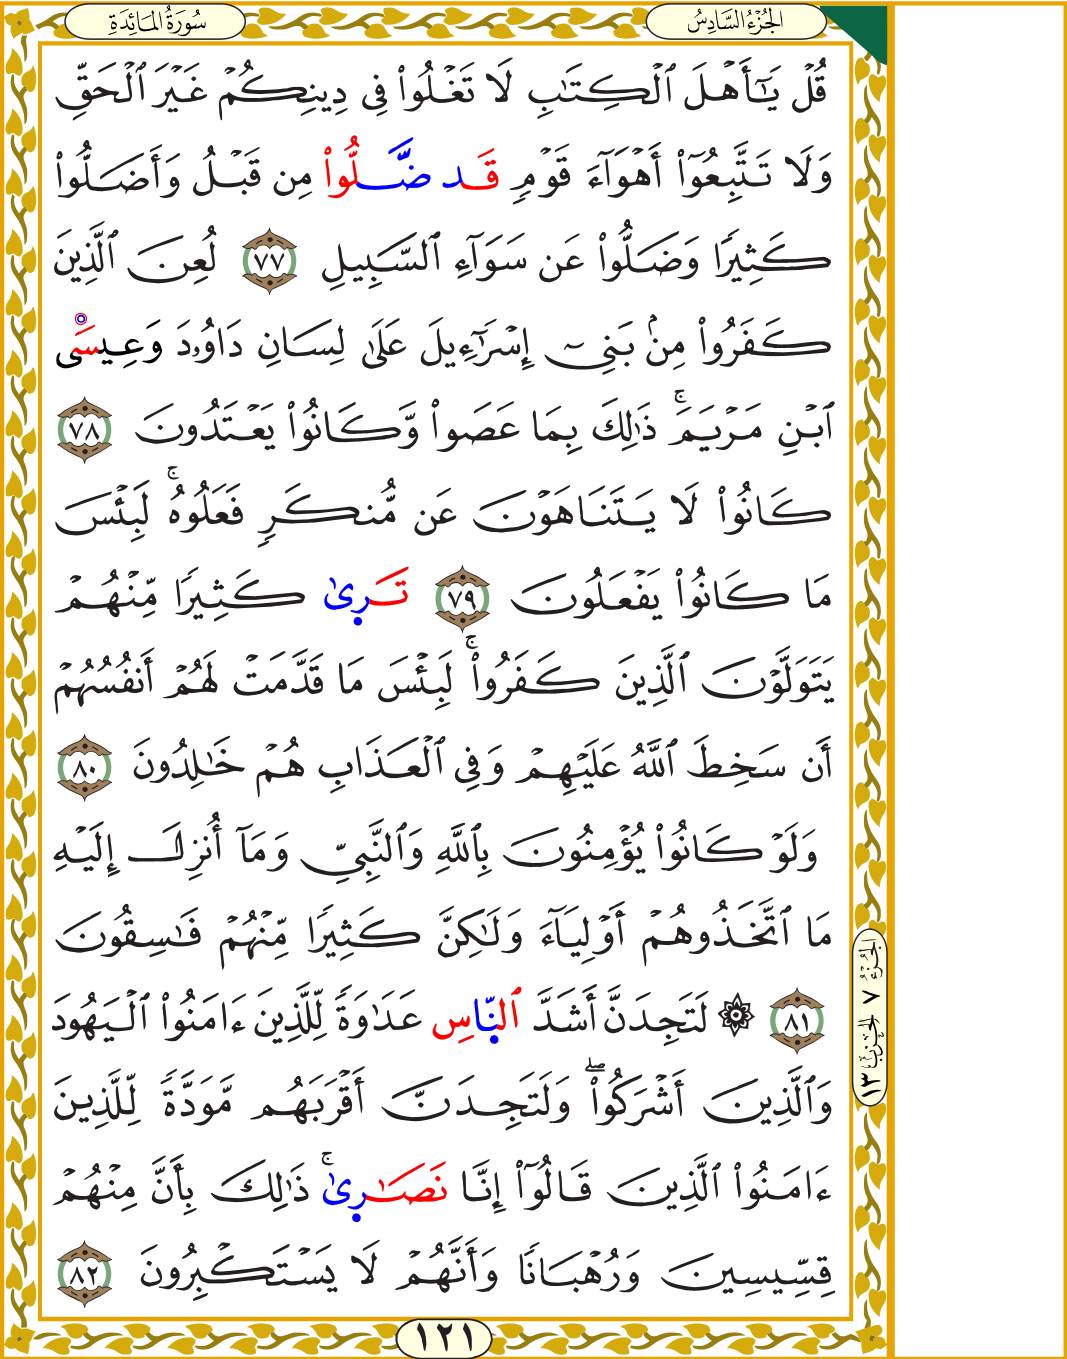 الجُزْءُ السَّادِسُ
سُورَةُ المَائِدَةِ
قُلْ يَـٰٓأَهْلَ ٱلْكِتَـٰبِ لَا تَغْلُوا۟ فِى دِينِكُمْ غَيْرَ ٱلْحَقِّ
وَلَا تَتَّبِعُوٓا۟ أَهْوَآءَ قَوْمٍ قَد ضَّلُّوا۟ مِن قَبْلُ وَأَضَلُّوا۟
كَثِيرًا وَضَلُّوا۟ عَن سَوَآءِ ٱلسَّبِيلِ ٧٧ لُعِنَ ٱلَّذِينَ
كَفَرُوا۟ مِنۢ بَنِىٓ إِسْرَٰٓءِيلَ عَلَىٰ لِسَانِ دَاوُۥدَ وَعِيسَى
ٱبْنِ مَرْيَمَ ۚ ذَٰلِكَ بِمَا عَصَوا۟ وَّكَانُوا۟ يَعْتَدُونَ ٧٨
كَانُوا۟ لَا يَتَنَاهَوْنَ عَن مُّنكَرٍ فَعَلُوهُ ۚ لَبِئْسَ
مَا كَانُوا۟ يَفْعَلُونَ ٧٩ تَرِىٰ كَثِيرًا مِّنْهُمْ
يَتَوَلَّوْنَ ٱلَّذِينَ كَفَرُوا۟ ۚ لَبِئْسَ مَا قَدَّمَتْ لَهُمْ أَنفُسُهُمْ
أَن سَخِطَ ٱللَّهُ عَلَيْهِمْ وَفِى ٱلْعَذَابِ هُمْ خَـٰلِدُونَ ٨٠
وَلَوْ كَانُوا۟ يُؤْمِنُونَ بِٱللَّهِ وَٱلنَّبِىِّ وَمَآ أُنزِلَ إِلَيْهِ
مَا ٱتَّخَذُوهُمْ أَوْلِيَآءَ وَلَـٰكِنَّ كَثِيرًا مِّنْهُمْ فَـٰسِقُونَ
٨١ ۞ لَتَجِدَنَّ أَشَدَّ ٱلنَّاسِ عَدَٰوَةً لِّلَّذِينَ ءَامَنُوا۟ ٱلْيَهُودَ
وَٱلَّذِينَ أَشْرَكُوا۟ ۖ وَلَتَجِدَنَّ أَقْرَبَهُم مَّوَدَّةً لِّلَّذِينَ
ءَامَنُوا۟ ٱلَّذِينَ قَالُوٓا۟ إِنَّا نَصَـٰرِىٰ ۚ ذَٰلِكَ بِأَنَّ مِنْهُمْ
قِسِّيسِينَ وَرُهْبَانًا وَأَنَّهُمْ لَا يَسْتَكْبِرُونَ ٨٢
الجُزْءُ ٧ الحِزْبُ ١٣
١٢١